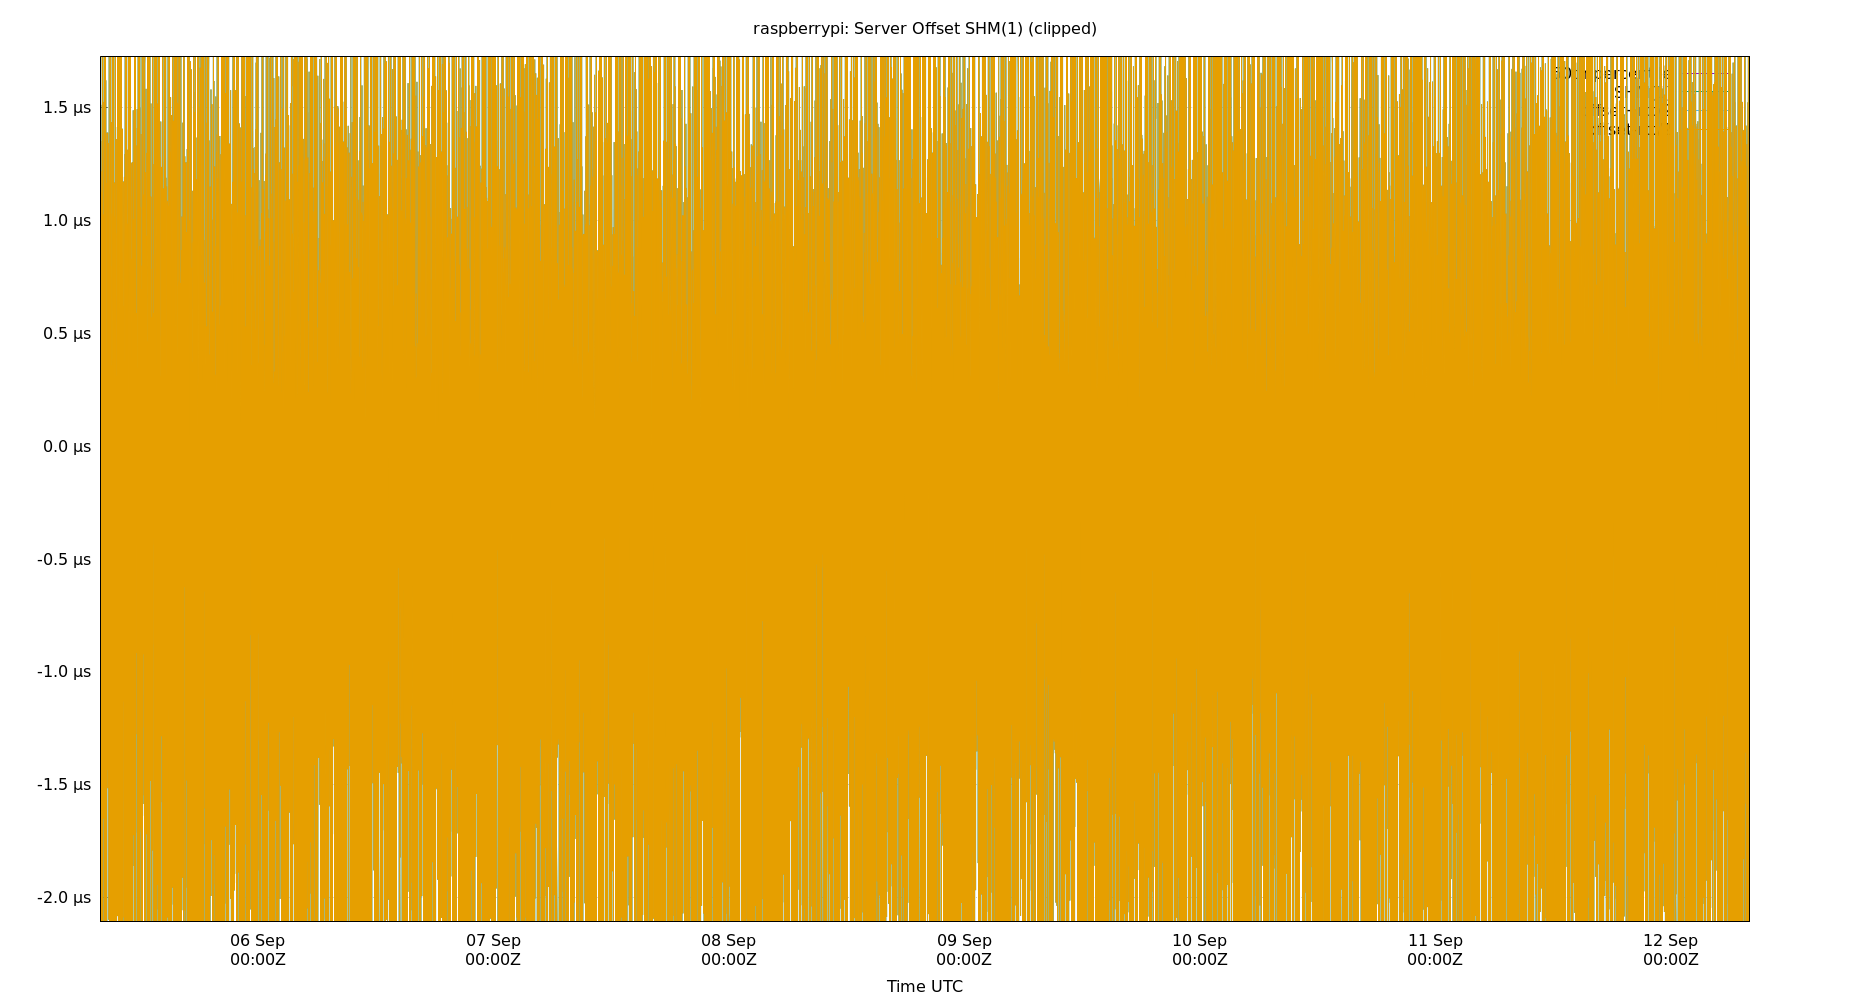 raspberrypi: Server Offset SHM(1) (clipped)
1.5 µs
1.0 µs
0.5 µs
0.0 µs
-0.5 µs
-1.0 µs
-1.5 µs
-2.0 µs
06 Sep 07 Sep 08 Sep 09 Sep 10 Sep 11 Sep 12 Sep
00:00Z 00:00Z 00:00Z 00:00Z 00:00Z 00:00Z 00:00Z
Time UTC